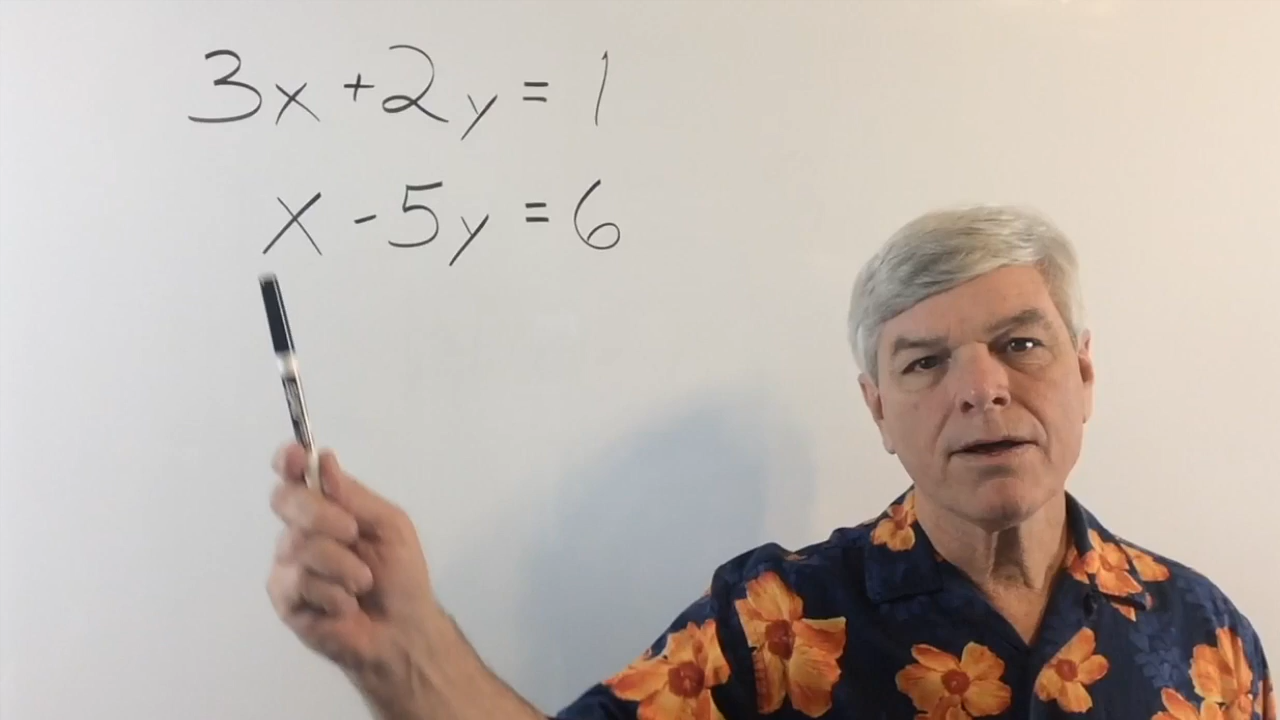 3x + 2y = 1
x - 5y = 6